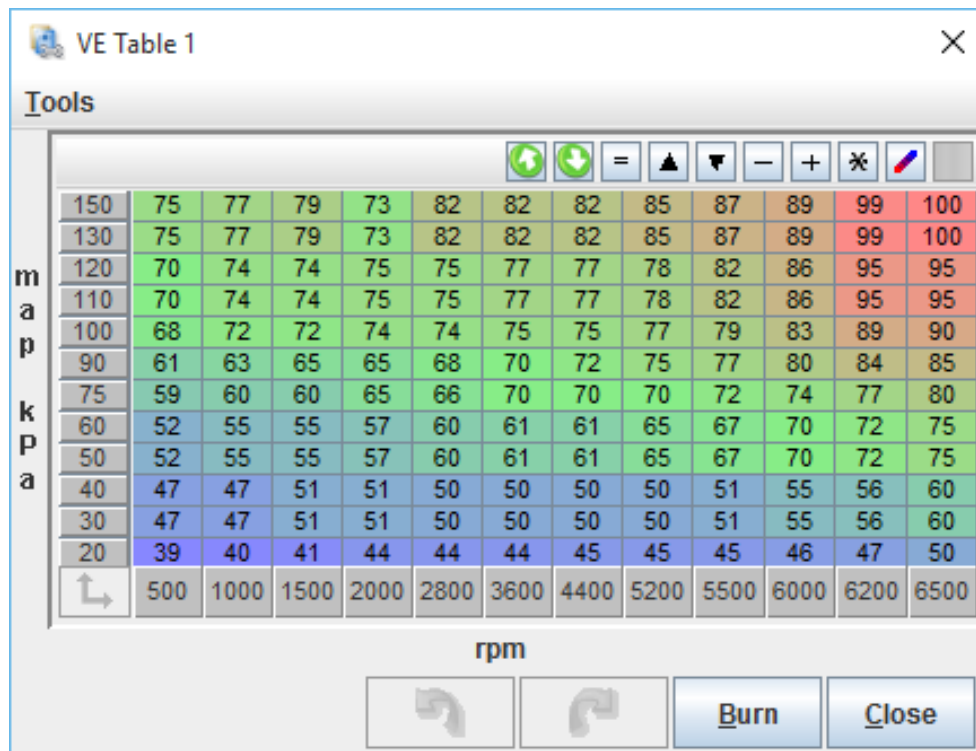 VE Table 1
Tools
= - + *
150 75 77 79 73 82 82 82 85 87 89 99 100
130 75 77 79 73 82 82 82 85 87 89 99 100
120 70 74 74 75 75 77 77 78 82 86 95 95
110 70 74 74 75 75 77 77 78 82 86 95 95
100 68 72 72 74 74 75 75 77 79 83 89 90
90 61 63 65 65 68 70 72 75 77 80 84 85
75 59 60 60 65 66 70 70 70 72 74 77 80
60 52 55 55 57 60 61 61 65 67 70 72 75
50 52 55 55 57 60 61 61 65 67 70 72 75
40 47 47 51 51 50 50 50 50 51 55 56 60
30 47 47 51 51 50 50 50 50 51 55 56 60
20 39 40 41 44 44 44 45 45 45 46 47 50
500 1000 1500 2000 2800 3600 4400 5200 5500 6000 6200 6500
map kPa
rpm
Burn Close